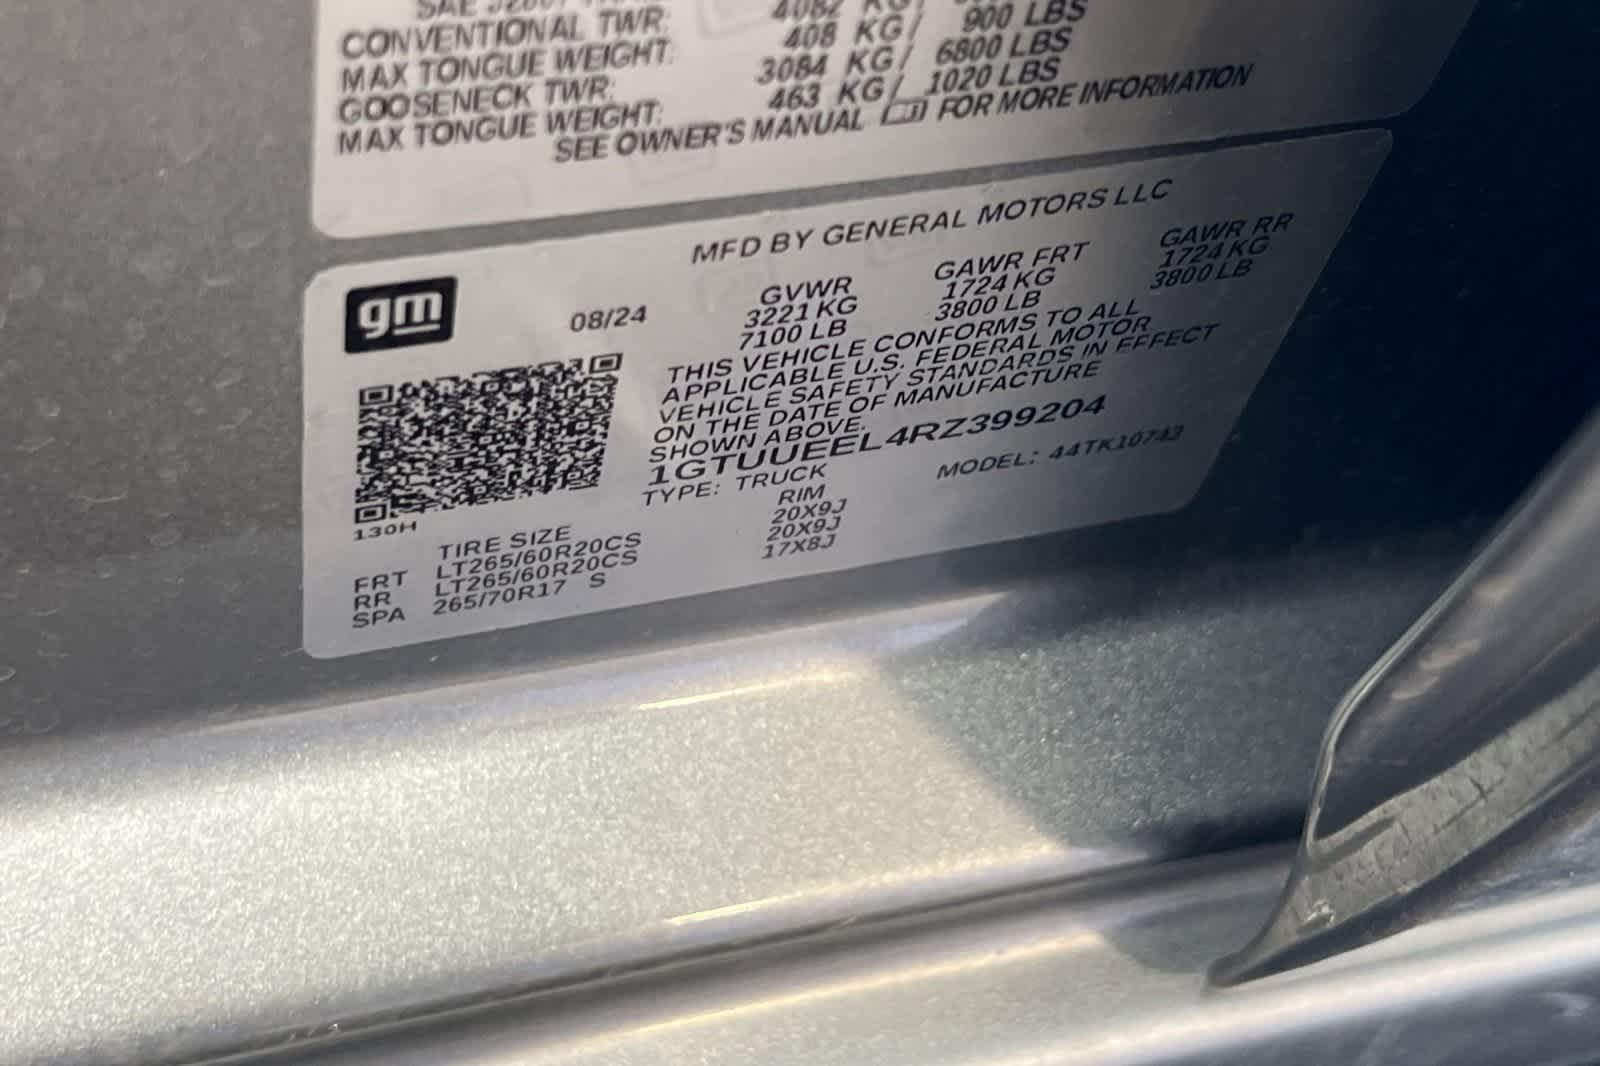 CONVENTIONAL TWR: 4082 KG/
MAX TONGUE WEIGHT: 408 KG/ 900 LBS
GOOSENECK TWR: 3084 KG/ 6800 LBS
MAX TONGUE WEIGHT: 463 KG/ 1020 LBS
SEE OWNER'S MANUAL FOR MORE INFORMATION
MFD BY GENERAL MOTORS LLC
gm
08/24
GVWR GAWR FRT GAWR RR
3221 KG 1724 KG 1724 KG
7100 LB 3800 LB 3800 LB
THIS VEHICLE CONFORMS TO ALL
APPLICABLE U.S. FEDERAL MOTOR
VEHICLE SAFETY STANDARDS IN EFFECT
ON THE DATE OF MANUFACTURE
SHOWN ABOVE.
1GTUUEEL4RZ399204
TYPE: TRUCK MODEL: 44TK10743
130H
TIRE SIZE RIM
FRT LT265/60R20CS 20X9J
RR LT265/60R20CS 20X9J
SPA 265/70R17 S 17X8J